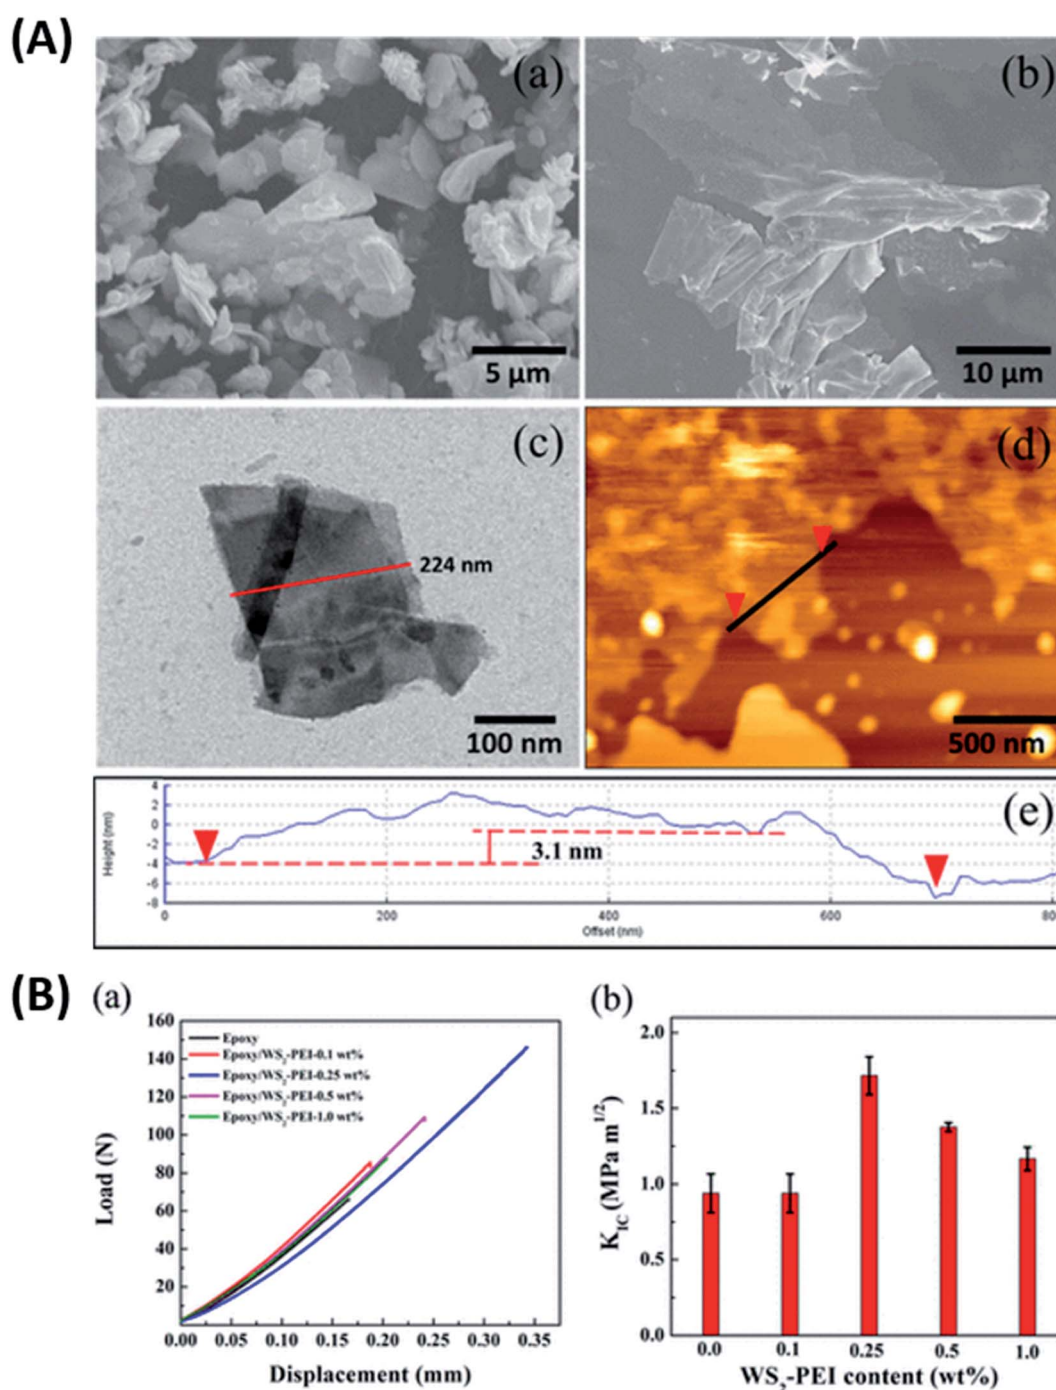 (A)
(a)
(b)
5 µm
10 µm
(c)
(d)
224 nm
100 nm
500 nm
(e)
Height (nm)
4
2
0
-2
-4
-6
-8
3.1 nm
0 200 400 600 80
Offset (nm)
(B) (a) (b)
160
140
120
100
80
60
40
20
Load (N)
Epoxy
Epoxy/WS2-PEI-0.1 wt%
Epoxy/WS2-PEI-0.25 wt%
Epoxy/WS2-PEI-0.5 wt%
Epoxy/WS2-PEI-1.0 wt%
0.00 0.05 0.10 0.15 0.20 0.25 0.30 0.35
Displacement (mm)
2.0
1.5
1.0
0.5
0.0
KIC (MPa m1/2)
0.0 0.1 0.25 0.5 1.0
WS2-PEI content (wt%)